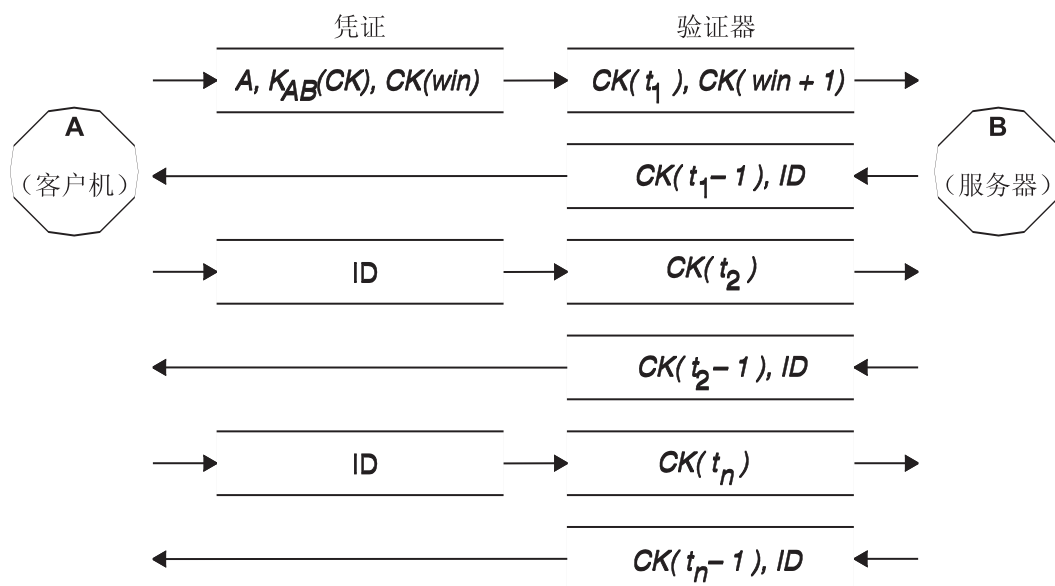 凭证 验证器
A, K_AB(CK), CK(win) CK( t_1 ), CK( win + 1)
A B
（客户机） CK( t_1 – 1 ), ID （服务器）
ID CK( t_2 )
CK( t_2 – 1 ), ID
ID CK( t_n )
CK( t_n – 1 ), ID